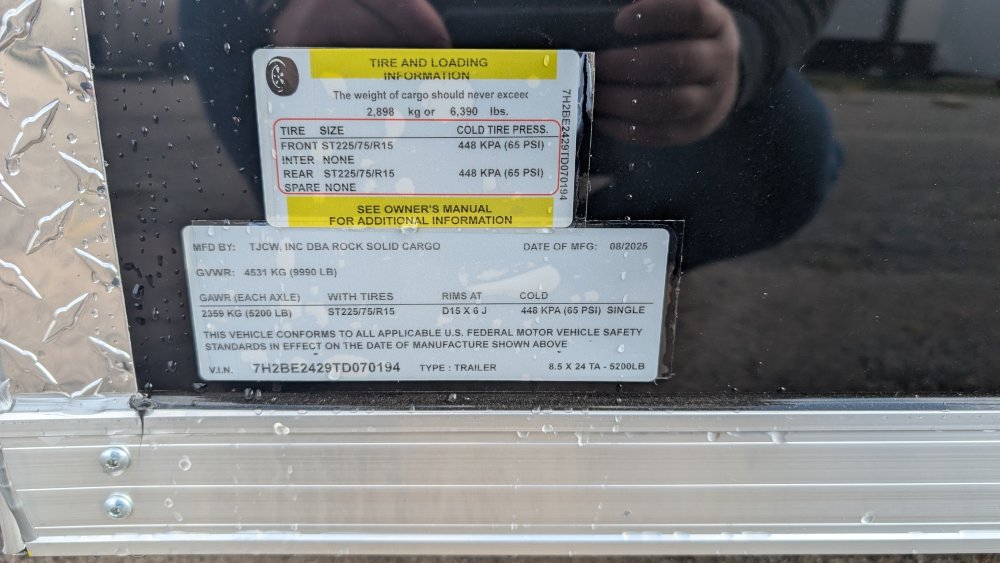 TIRE AND LOADING
INFORMATION
The weight of cargo should never exceed
2,898 kg or 6,390 lbs.
TIRE SIZE COLD TIRE PRESS.
FRONT ST225/75/R15 448 KPA (65 PSI)
INTER NONE
REAR ST225/75/R15 448 KPA (65 PSI)
SPARE NONE
SEE OWNER'S MANUAL
FOR ADDITIONAL INFORMATION
7H2BE2429TD070194
MFD BY: TJCW, INC DBA ROCK SOLID CARGO DATE OF MFG: 08/2025
GVWR: 4531 KG (9990 LB)
GAWR (EACH AXLE) WITH TIRES RIMS AT COLD
2359 KG (5200 LB) ST225/75/R15 D15 X 6 J 448 KPA (65 PSI) SINGLE
THIS VEHICLE CONFORMS TO ALL APPLICABLE U.S. FEDERAL MOTOR VEHICLE SAFETY
STANDARDS IN EFFECT ON THE DATE OF MANUFACTURE SHOWN ABOVE
V.I.N. 7H2BE2429TD070194 TYPE : TRAILER 8.5 X 24 TA - 5200LB